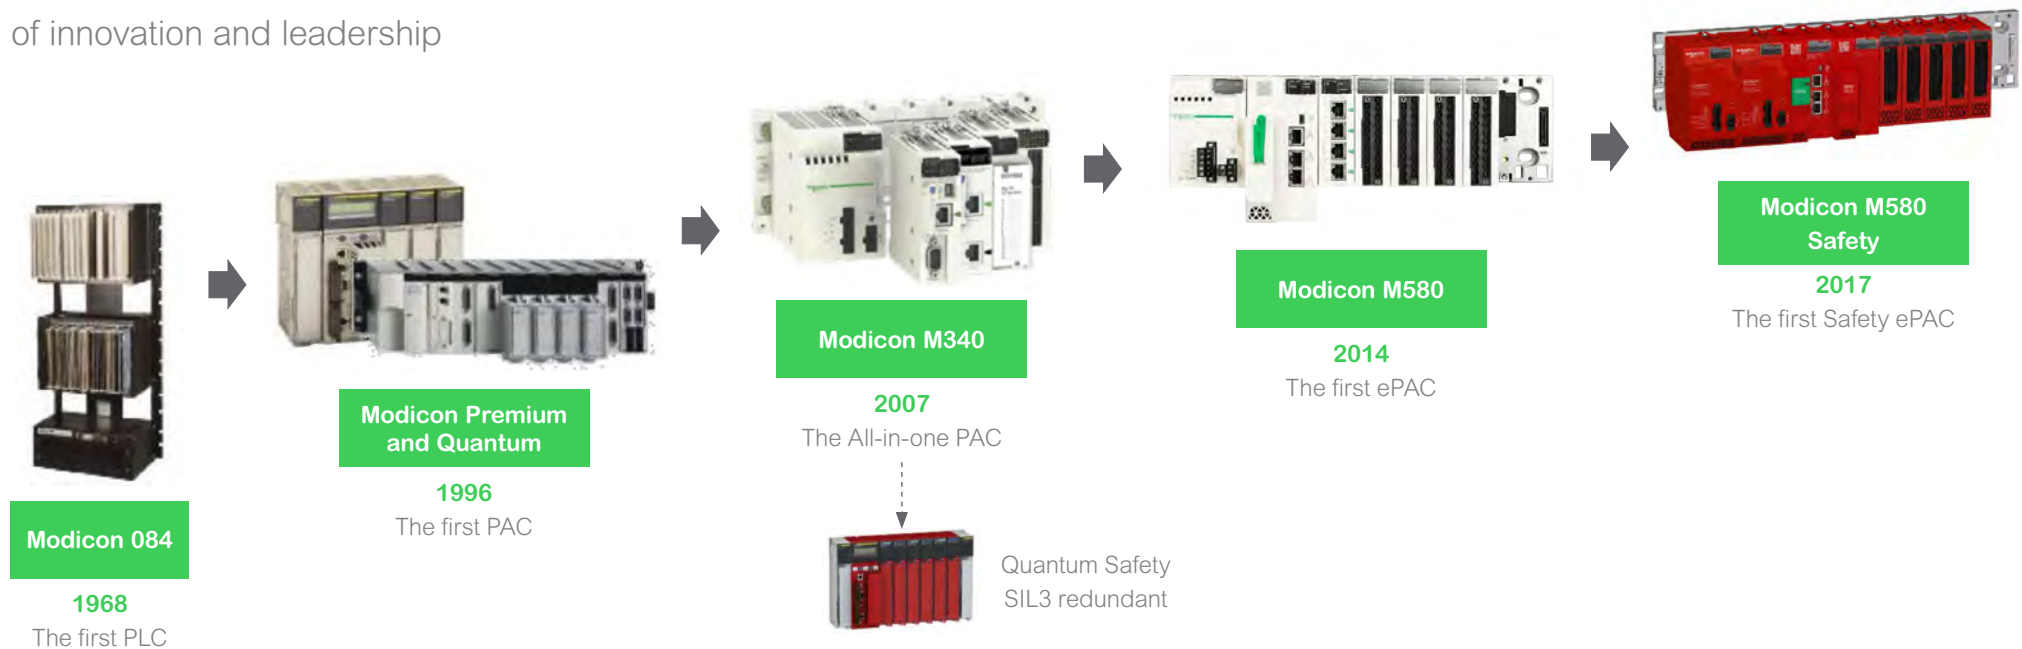 of innovation and leadership
Modicon 084
1968
The first PLC
Modicon Premium
and Quantum
1996
The first PAC
Modicon M340
2007
The All-in-one PAC
Quantum Safety
SIL3 redundant
Modicon M580
2014
The first ePAC
Modicon M580
Safety
2017
The first Safety ePAC